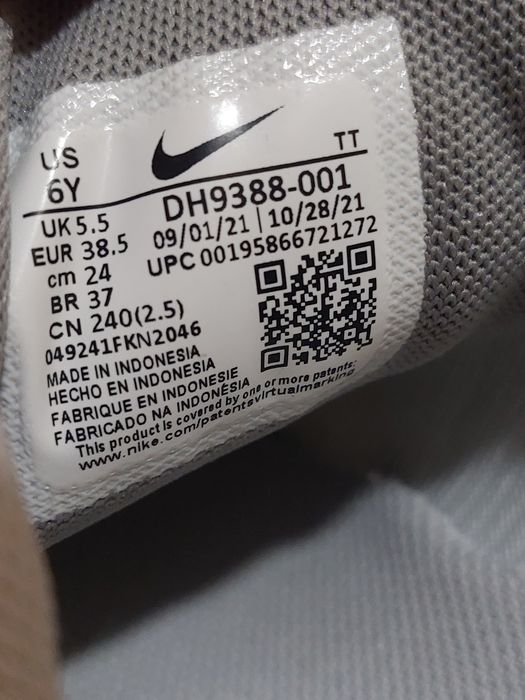 US
6Y
TT
UK 5.5
EUR 38.5
cm 24
BR 37
CN 240(2.5)
DH9388-001
09/01/21 | 10/28/21
UPC 00195866721272
049241FKN2046
MADE IN INDONESIA
HECHO EN INDONESIA
FABRIQUE EN INDONESIE
FABRICADO NA INDONÉSIA
This product is covered by one or more patents:
www.nike.com/patentsvirtualmarking